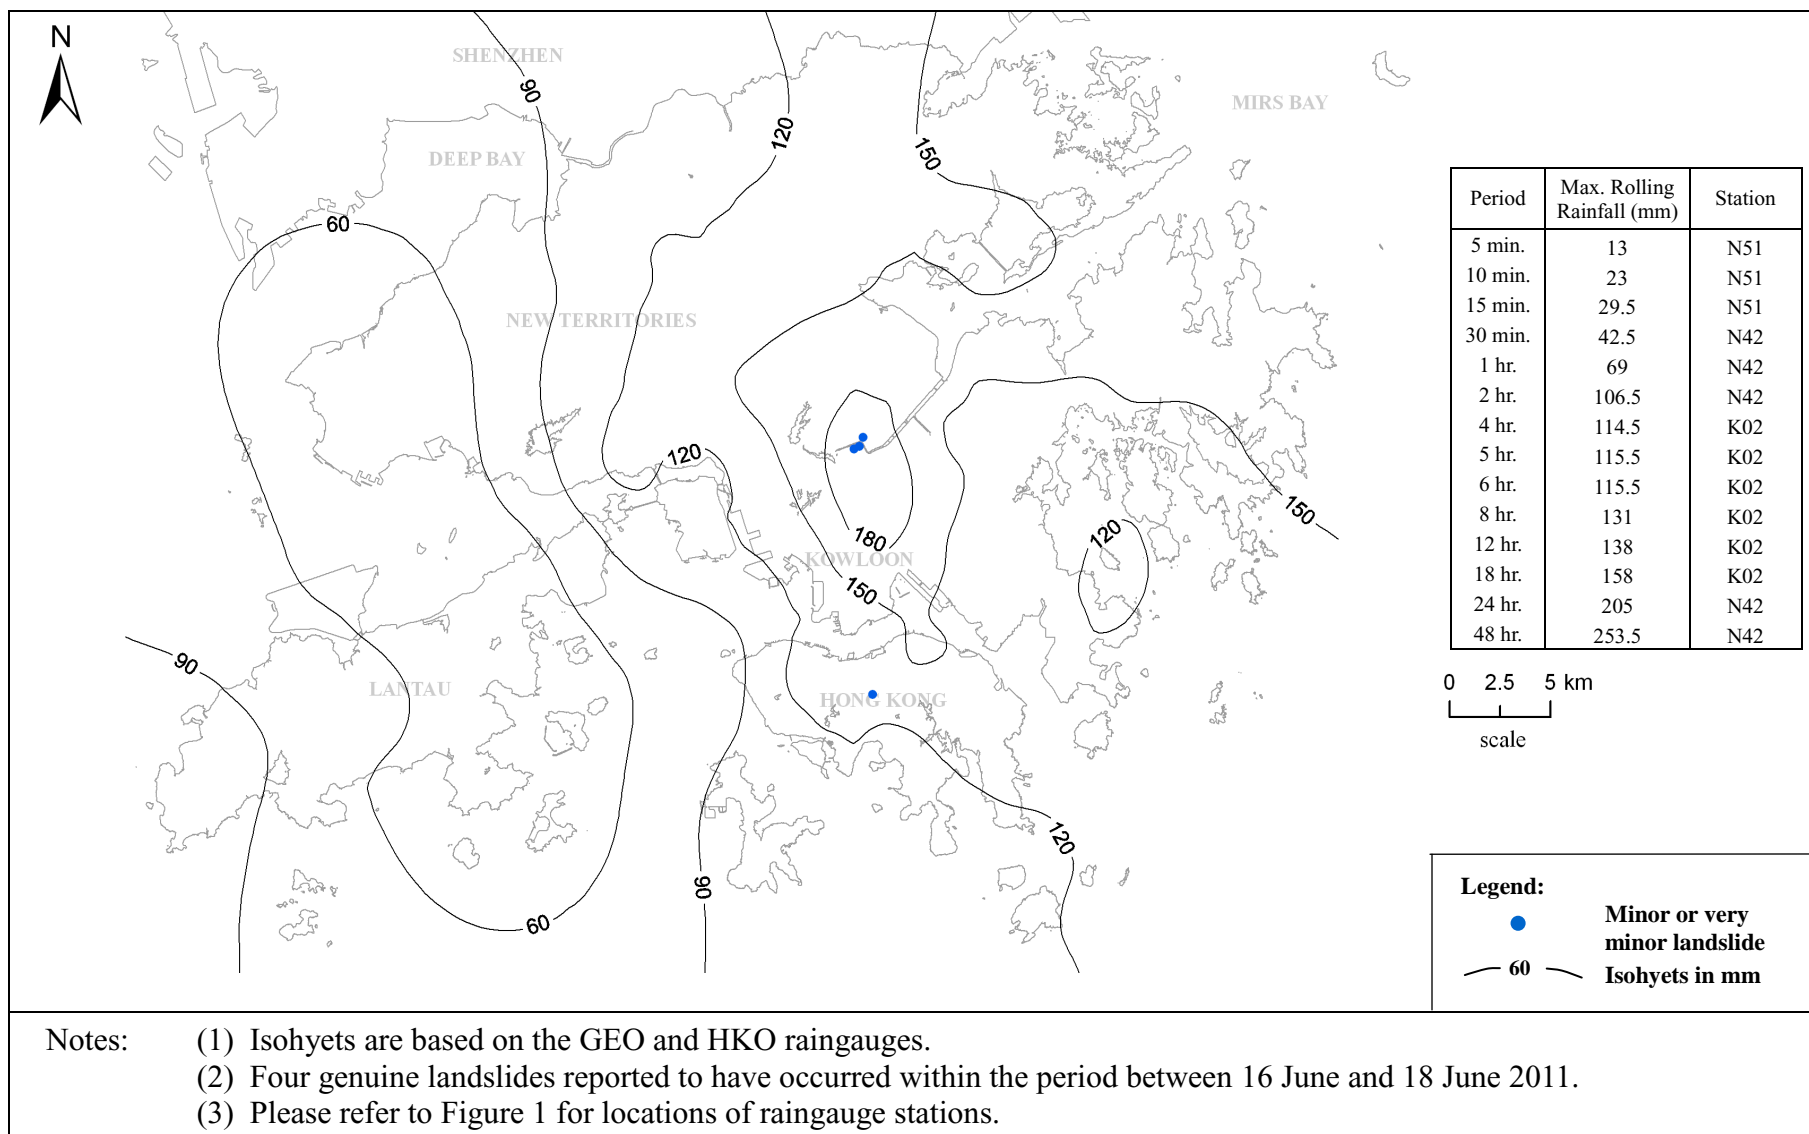 N
SHENZHEN
90
MIRS BAY
120
150
DEEP BAY
60
NEW TERRITORIES
120
150
180
120
KOWLOON
150
90
LANTAU
HONG KONG
120
90
60
Period Max. Rolling Rainfall (mm) Station
5 min. 13 N51
10 min. 23 N51
15 min. 29.5 N51
30 min. 42.5 N42
1 hr. 69 N42
2 hr. 106.5 N42
4 hr. 114.5 K02
5 hr. 115.5 K02
6 hr. 115.5 K02
8 hr. 131 K02
12 hr. 138 K02
18 hr. 158 K02
24 hr. 205 N42
48 hr. 253.5 N42
0 2.5 5 km
scale
Legend:
Minor or very
minor landslide
60 Isohyets in mm
Notes: (1) Isohyets are based on the GEO and HKO raingauges.
(2) Four genuine landslides reported to have occurred within the period between 16 June and 18 June 2011.
(3) Please refer to Figure 1 for locations of raingauge stations.